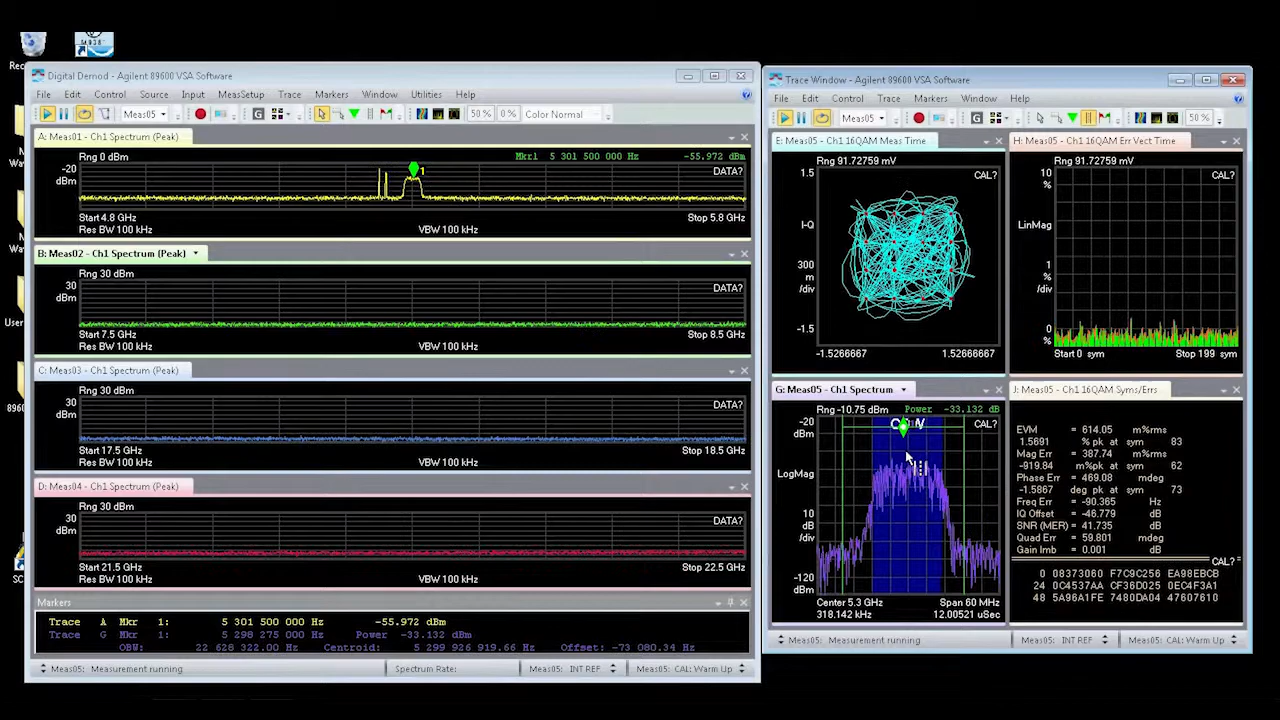 Digital Demod - Agilent 89600 VSA Software
File Edit Control Source Input MeasSetup Trace Markers Window Utilities Help
Meas05 G 50 % 0 % Color Normal
A: Meas01 - Ch1 Spectrum (Peak)
Rng 0 dBm Mkr1 5 301 500 000 Hz -55.972 dBm
-20
dBm
1
DATA?
Start 4.8 GHz Stop 5.8 GHz
Res BW 100 kHz VBW 100 kHz
B: Meas02 - Ch1 Spectrum (Peak)
Rng 30 dBm
30
dBm
DATA?
Start 7.5 GHz Stop 8.5 GHz
Res BW 100 kHz VBW 100 kHz
C: Meas03 - Ch1 Spectrum (Peak)
Rng 30 dBm
30
dBm
DATA?
Start 17.5 GHz Stop 18.5 GHz
Res BW 100 kHz VBW 100 kHz
D: Meas04 - Ch1 Spectrum (Peak)
Rng 30 dBm
30
dBm
DATA?
Start 21.5 GHz Stop 22.5 GHz
Res BW 100 kHz VBW 100 kHz
Markers
Trace A Mkr 1: 5 301 500 000 Hz -55.972 dBm
Trace G Mkr 1: 5 298 275 000 Hz Power -33.132 dBm
OBW: 22 628 322.00 Hz Centroid: 5 299 926 919.66 Hz Offset: -73 080.34 Hz
Meas05: Measurement running Spectrum Rate: Meas05: INT REF Meas05: CAL: Warm Up
Trace Window - Agilent 89600 VSA Software
File Edit Control Trace Markers Window Help
Meas05 G 50 %
E: Meas05 - Ch1 16QAM Meas Time
Rng 91.72759 mV
1.5
CAL?
I-Q
300
m
/div
-1.5
-1.5266667 1.5266667
H: Meas05 - Ch1 16QAM Err Vect Time
Rng 91.72759 mV
10
%
CAL?
LinMag
1
%
/div
0
%
Start 0 sym Stop 199 sym
G: Meas05 - Ch1 Spectrum
Rng -10.75 dBm Power -33.132 dB
-20
dBm
CAL?
LogMag
10
dB
/div
-120
dBm
Center 5.3 GHz Span 60 MHz
318.142 kHz 12.00521 uSec
J: Meas05 - Ch1 16QAM Syms/Errs
EVM = 614.05 m%rms
1.5691 % pk at sym 83
Mag Err = 387.74 m%rms
-919.84 m%pk at sym 62
Phase Err = 469.08 mdeg
-1.5867 deg pk at sym 73
Freq Err = -90.365 Hz
IQ Offset = -46.779 dB
SNR (MER) = 41.735 dB
Quad Err = 59.801 mdeg
Gain Imb = 0.001 dB
CAL?
0 08373060 F7C9C256 EA98EBCB
24 0C4537AA CF36D025 0EC4F3A1
48 5A96A1FE 7480DA04 47607610
Meas05: Measurement running Meas05: INT REF Meas05: CAL: Warm Up